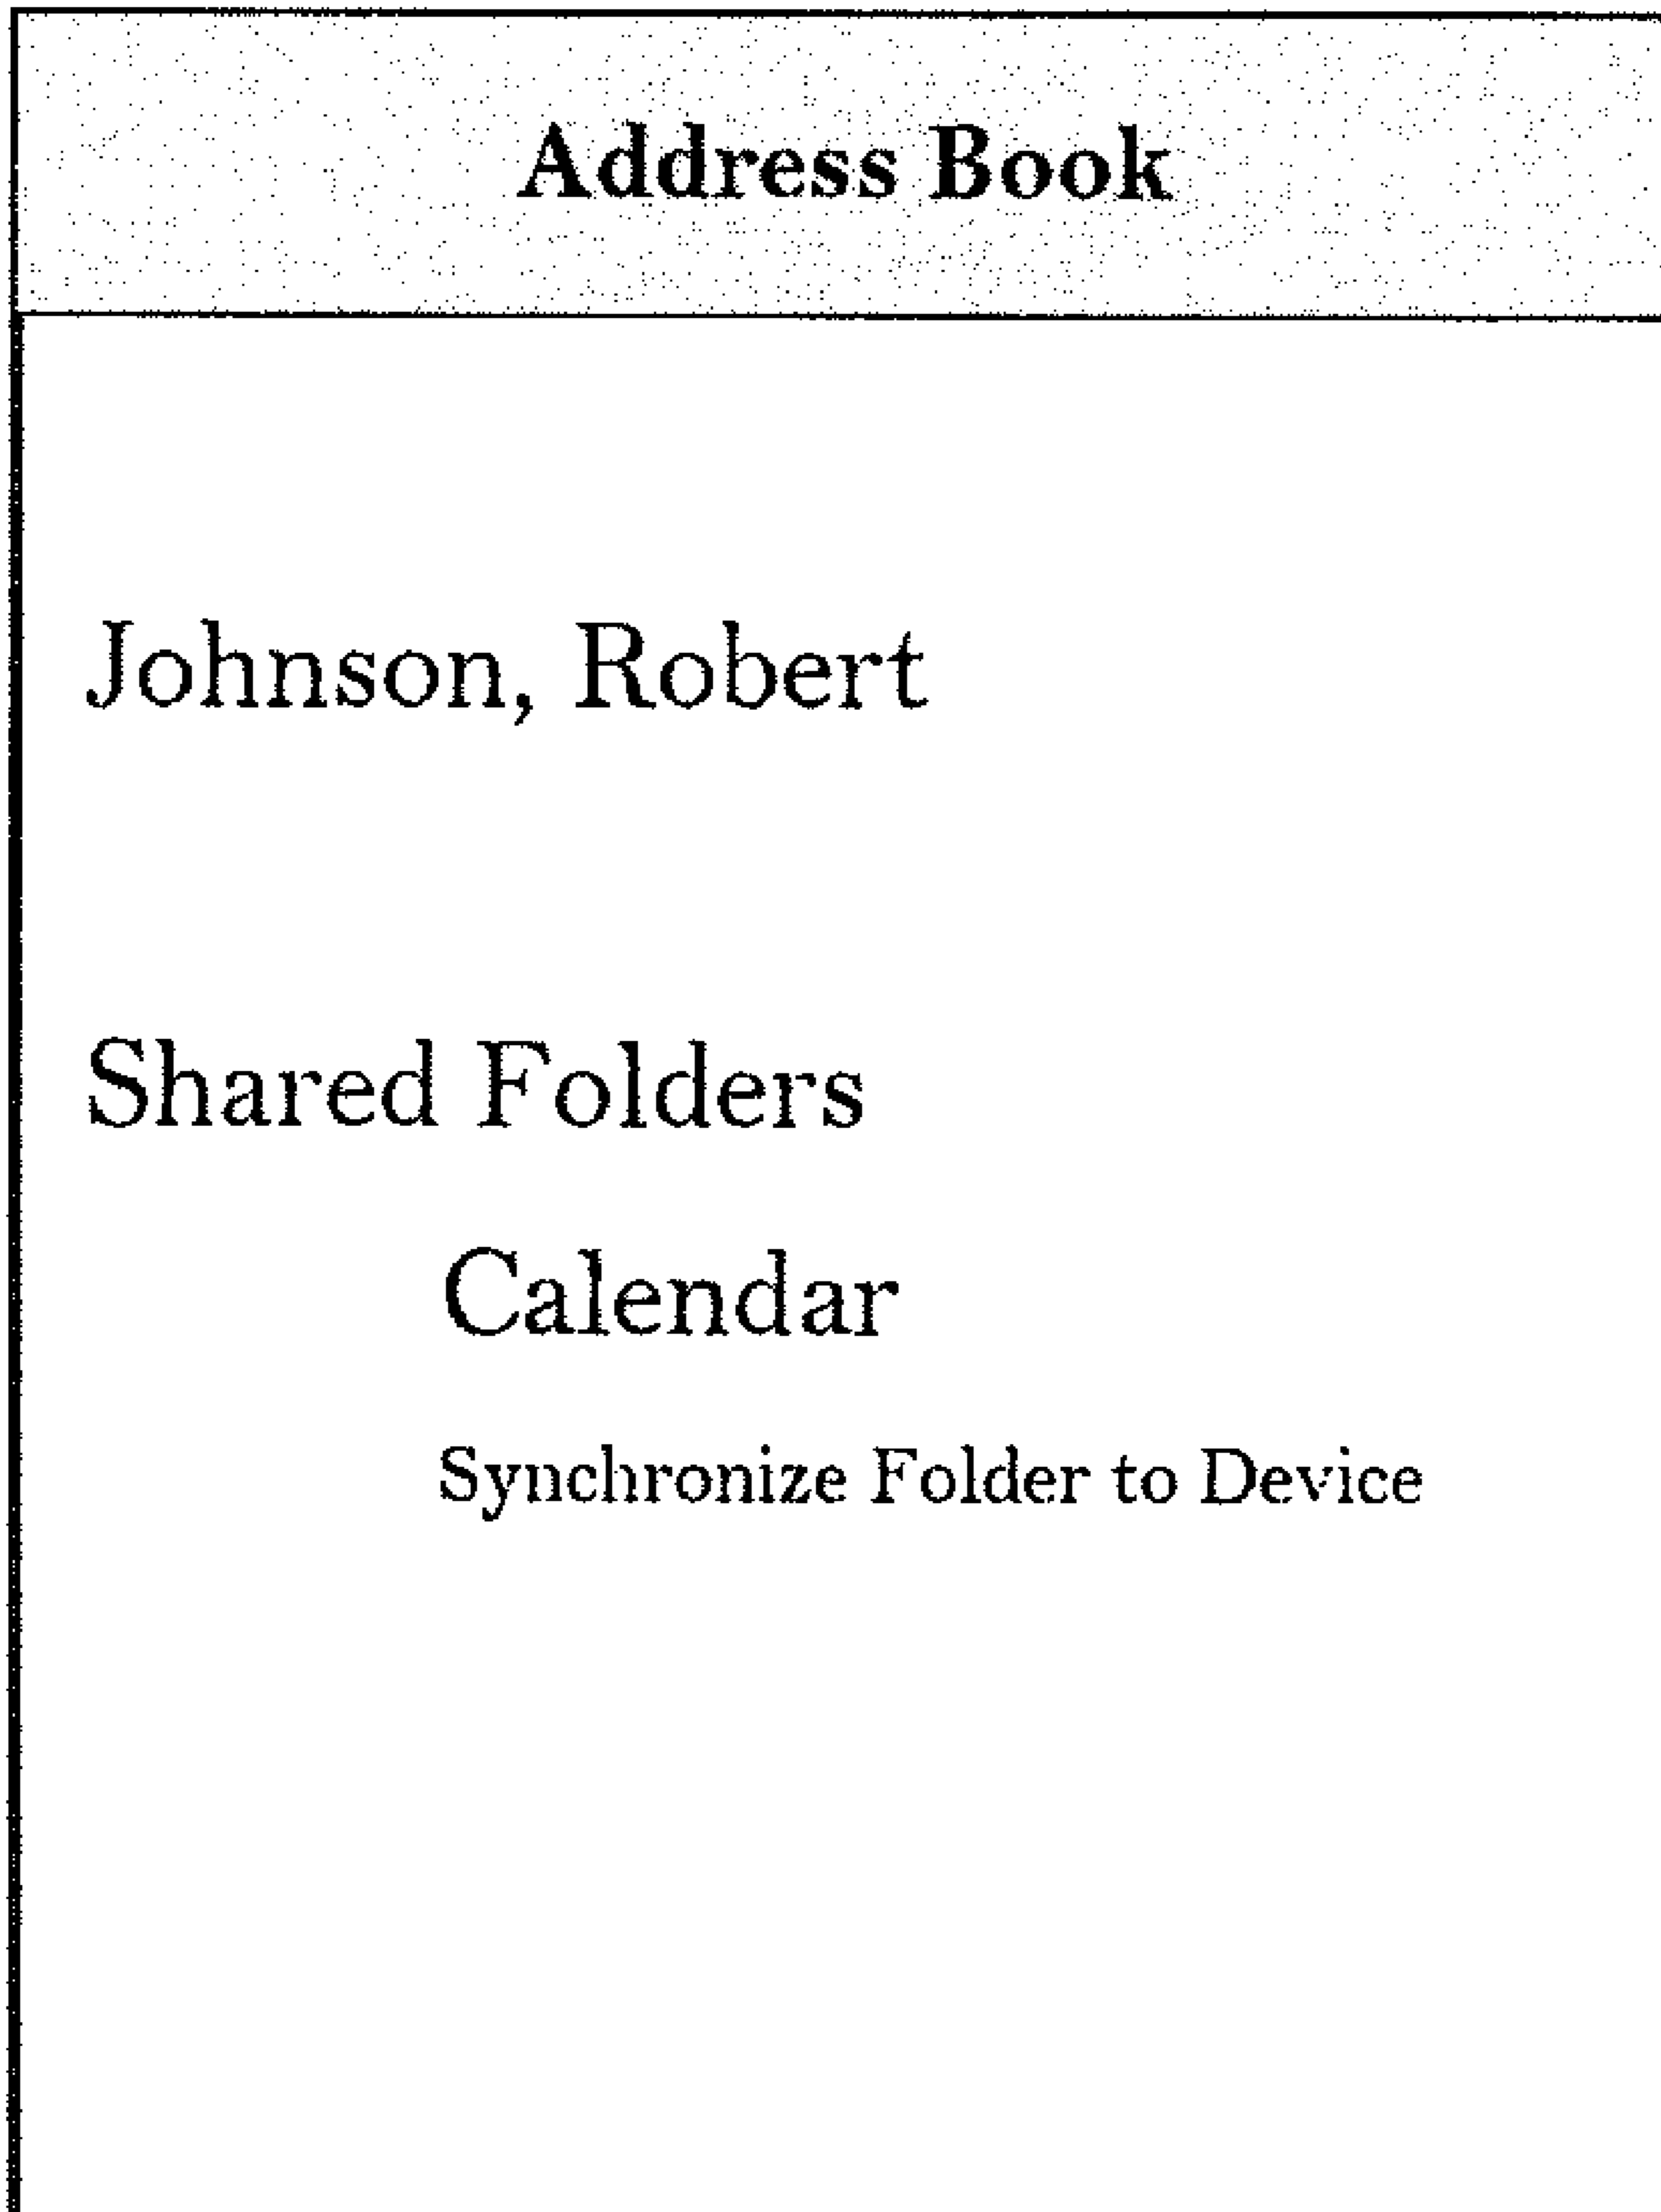 Address Book
Johnson, Robert
Shared Folders
Calendar
Synchronize Folder to Device